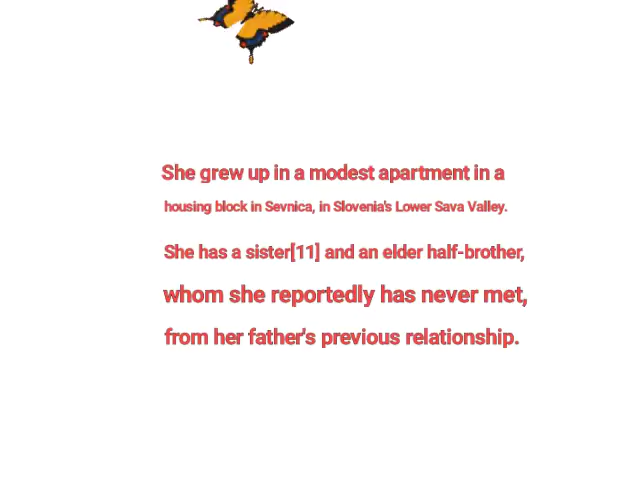 She grew up in a modest apartment in a
housing block in Sevnica, in Slovenia's Lower Sava Valley.
She has a sister[11] and an elder half-brother,
whom she reportedly has never met,
from her father's previous relationship.